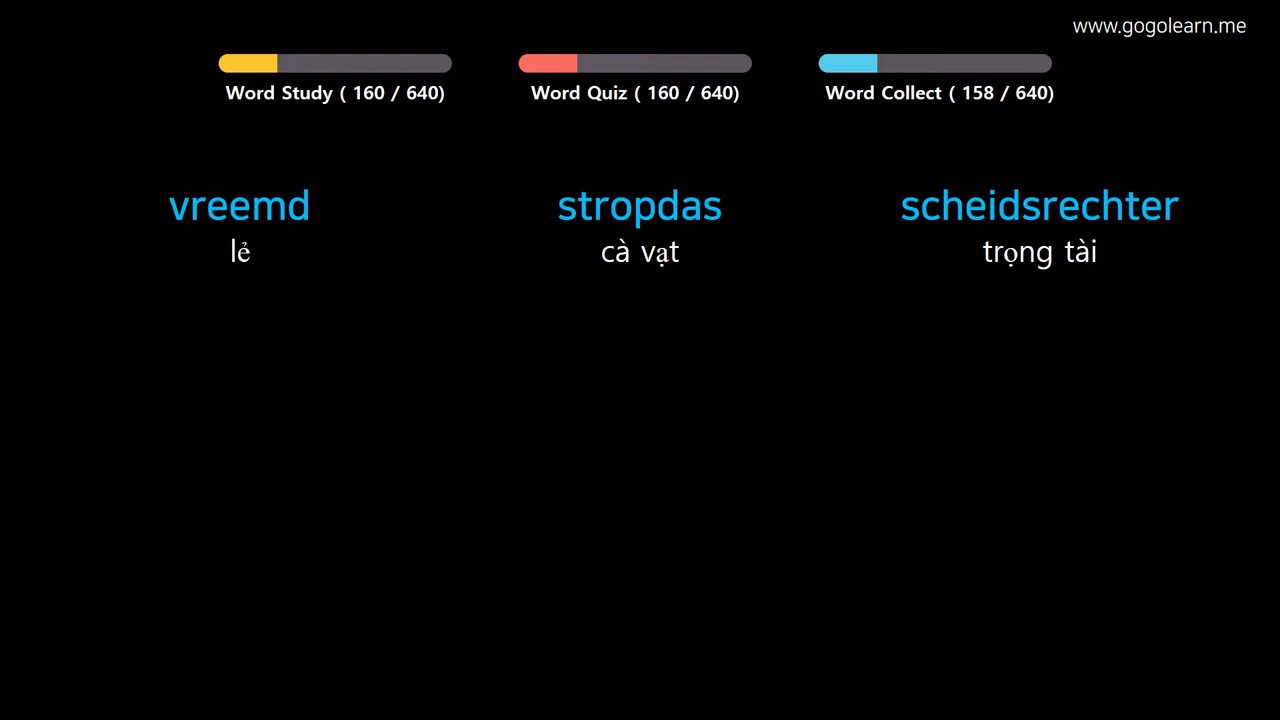 www.gogolearn.me
Word Study ( 160 / 640)
Word Quiz ( 160 / 640)
Word Collect ( 158 / 640)
vreemd
lẻ
stropdas
cà vạt
scheidsrechter
trọng tài